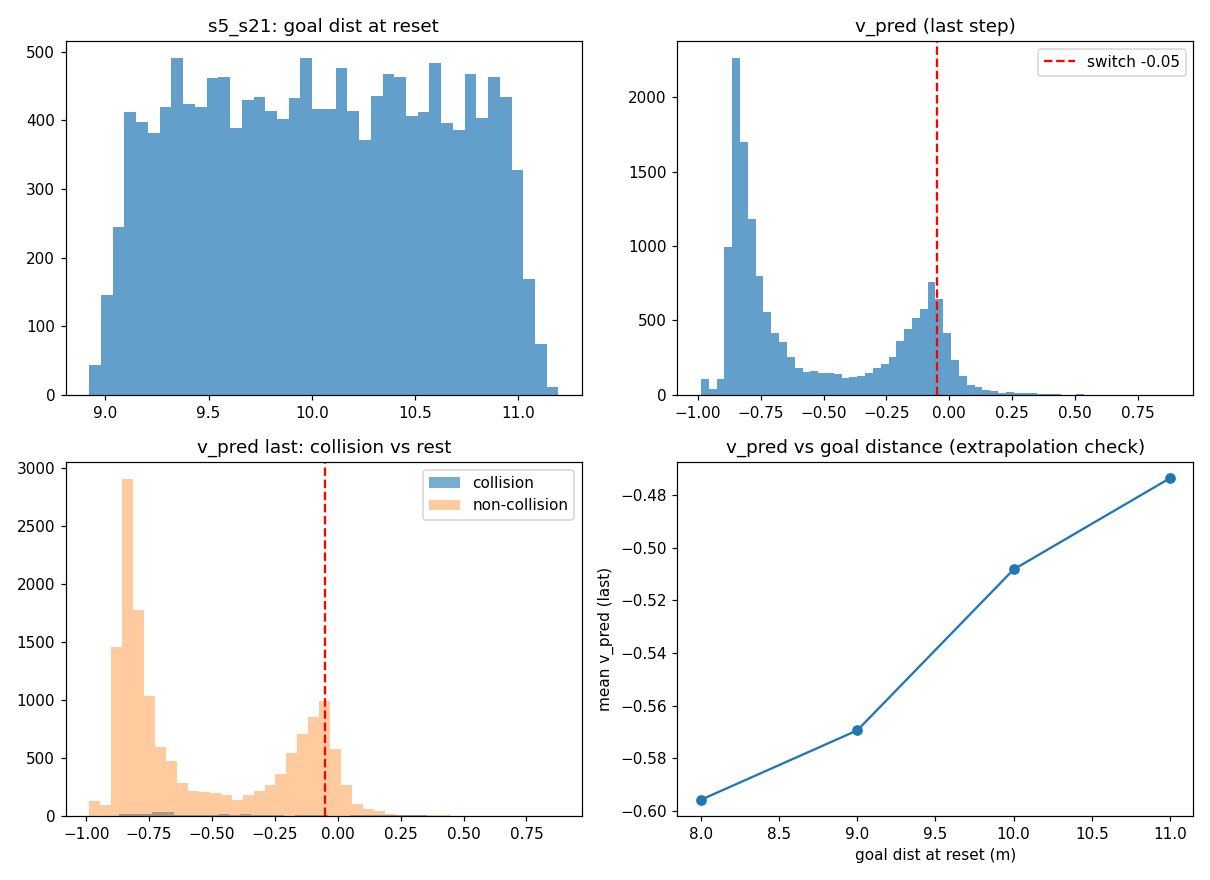 s5_s21: goal dist at reset
500
400
300
200
100
0
9.0 9.5 10.0 10.5 11.0
v_pred (last step)
switch -0.05
2000
1500
1000
500
0
−1.00 −0.75 −0.50 −0.25 0.00 0.25 0.50 0.75
v_pred last: collision vs rest
collision
non-collision
3000
2500
2000
1500
1000
500
0
−1.00 −0.75 −0.50 −0.25 0.00 0.25 0.50 0.75
v_pred vs goal distance (extrapolation check)
mean v_pred (last)
−0.48
−0.50
−0.52
−0.54
−0.56
−0.58
−0.60
8.0 8.5 9.0 9.5 10.0 10.5 11.0
goal dist at reset (m)